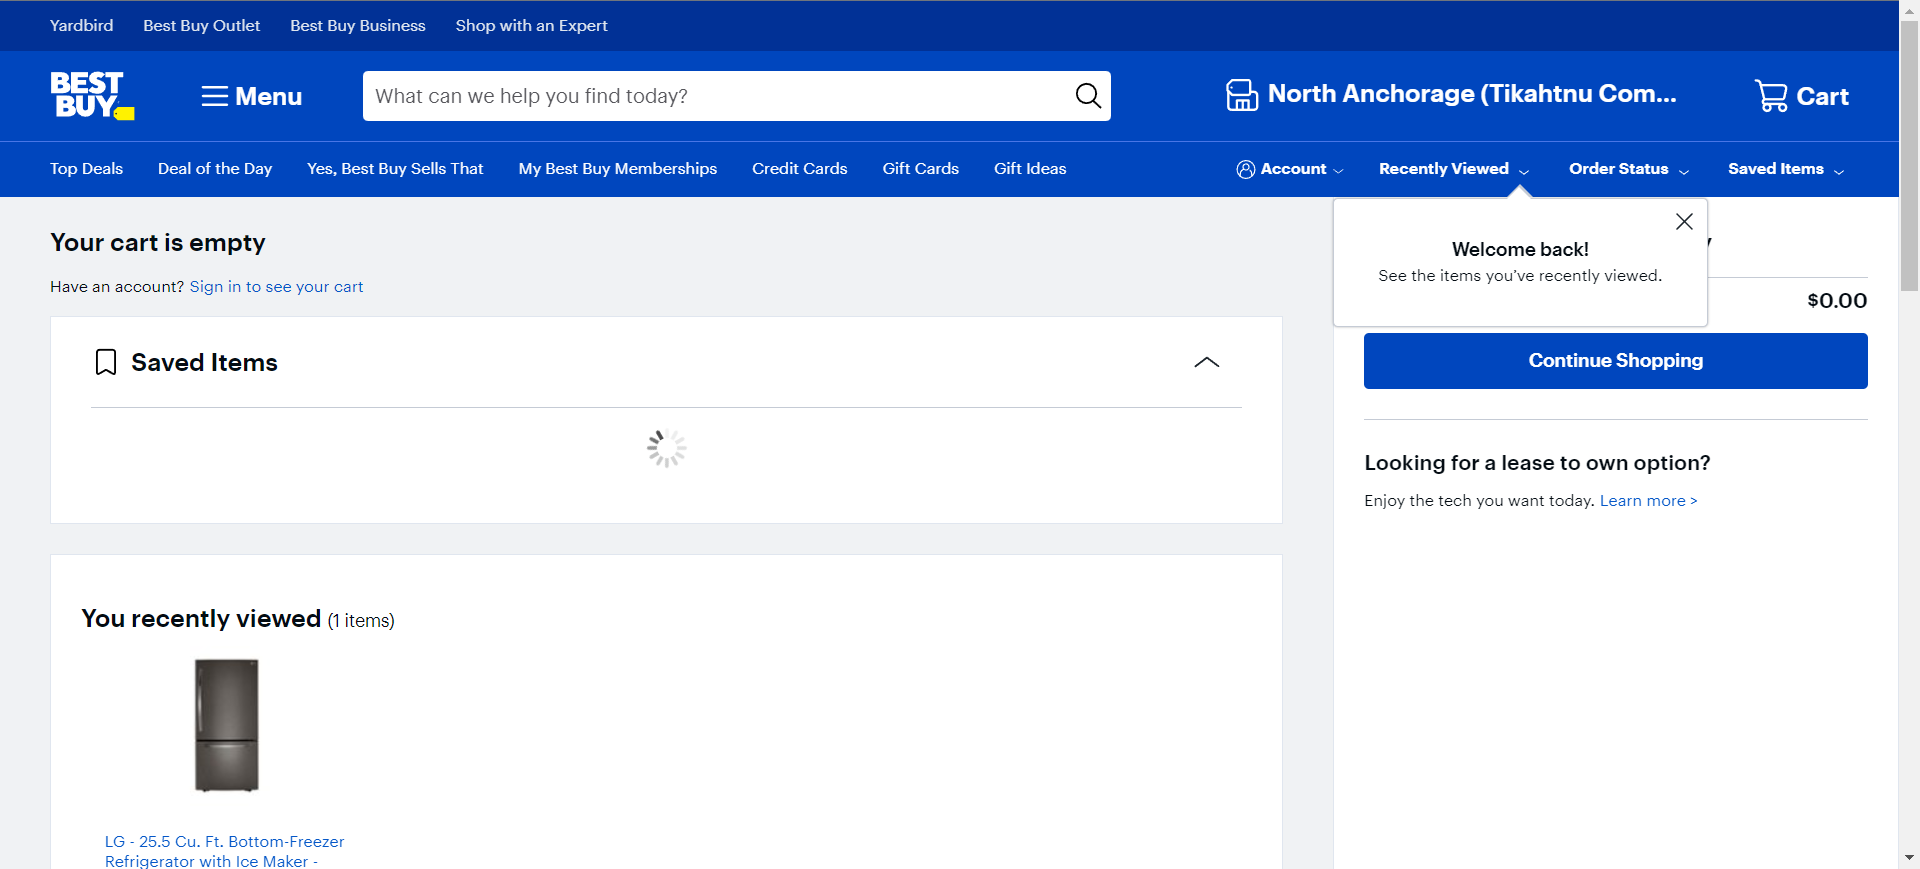 Yardbird Best Buy Outlet Best Buy Business Shop with an Expert
BEST BUY
Menu
What can we help you find today?
North Anchorage (Tikahtnu Com...
Cart
Top Deals Deal of the Day Yes, Best Buy Sells That My Best Buy Memberships Credit Cards Gift Cards Gift Ideas
Account Recently Viewed Order Status Saved Items
Your cart is empty
Have an account? Sign in to see your cart
Saved Items
You recently viewed (1 items)
LG - 25.5 Cu. Ft. Bottom-Freezer
Refrigerator with Ice Maker -
Welcome back!
See the items you've recently viewed.
$0.00
Continue Shopping
Looking for a lease to own option?
Enjoy the tech you want today. Learn more >